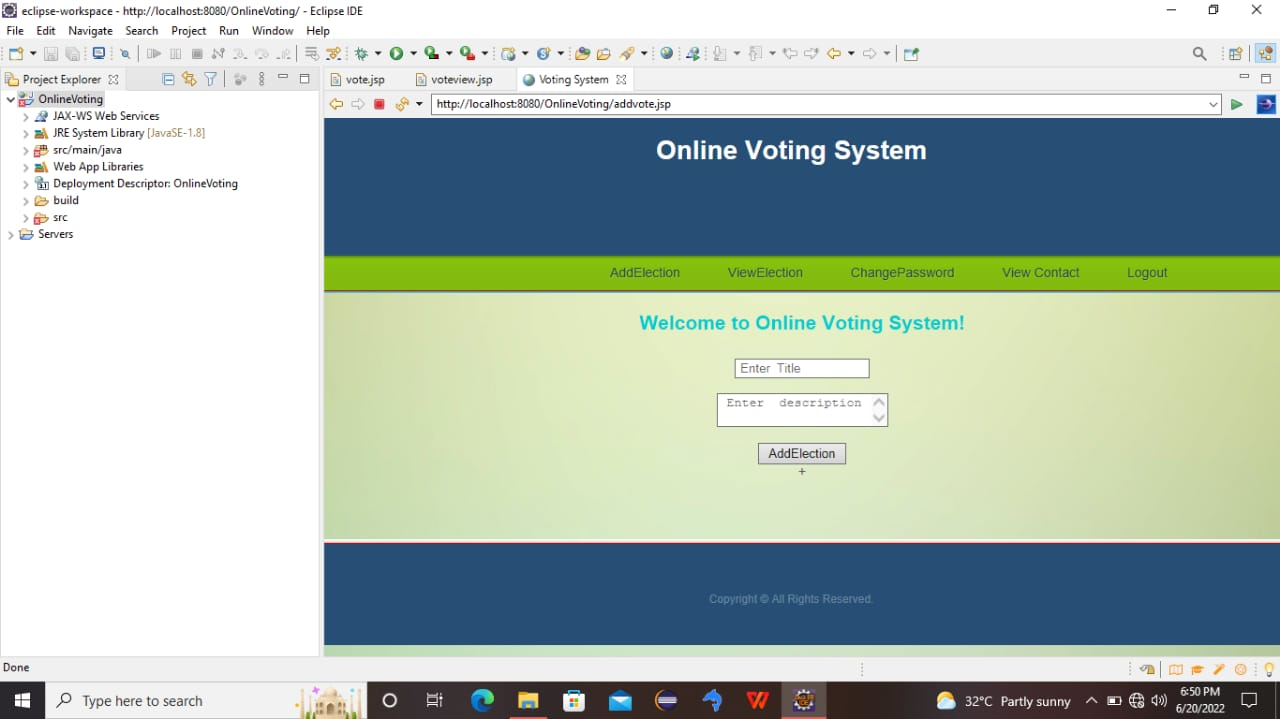 eclipse-workspace - http://localhost:8080/OnlineVoting/ - Eclipse IDE
File Edit Navigate Search Project Run Window Help
Project Explorer
vote.jsp voteview.jsp Voting System
OnlineVoting
JAX-WS Web Services
JRE System Library [JavaSE-1.8]
src/main/java
Web App Libraries
Deployment Descriptor: OnlineVoting
build
src
Servers
http://localhost:8080/OnlineVoting/addvote.jsp
Online Voting System
AddElection ViewElection ChangePassword View Contact Logout
Welcome to Online Voting System!
Enter Title
Enter description
AddElection
+
Copyright © All Rights Reserved.
Done
Type here to search
32°C Partly sunny
6:50 PM
6/20/2022